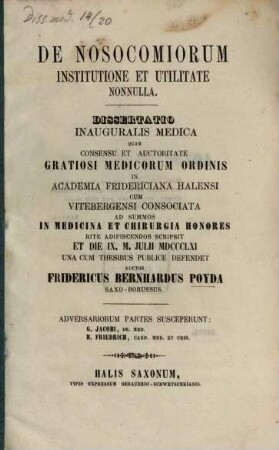 Diss. med. 14/20
DE NOSOCOMIORUM
INSTITUTIONE ET UTILITATE
NONNULLA.
DISSERTATIO
INAUGURALIS MEDICA
QUAM
CONSENSU ET AUCTORITATE
GRATIOSI MEDICORUM ORDINIS
IN
ACADEMIA FRIDERICIANA HALENSI
CUM
VITEBERGENSI CONSOCIATA
AD SUMMOS
IN MEDICINA ET CHIRURGIA HONORES
RITE ADIPISCENDOS SCRIPSIT
ET DIE IX. M. JULII MDCCCLXI
UNA CUM THESIBUS PUBLICE DEFENDET
AUCTOR
FRIDERICUS BERNHARDUS POYDA
SAXO-BORUSSUS.
ADVERSARIORUM PARTES SUSCEPERUNT:
G. JACOBI, DR. MED.
R. FRIEDRICH, CAND. MED. ET CHIR.
HALIS SAXONUM,
TYPIS EXPRESSUM GEBAUERIO-SCHWETSCHKIANIS.